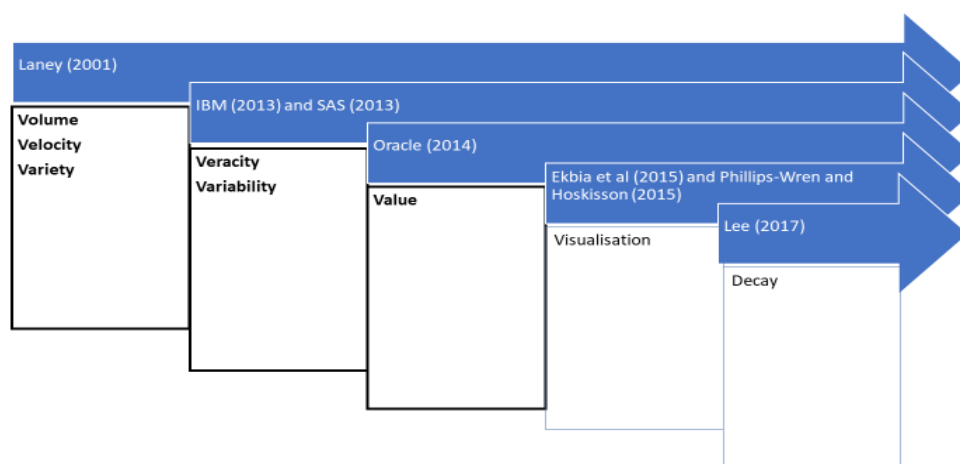 Laney (2001)
Volume
Velocity
Variety
IBM (2013) and SAS (2013)
Veracity
Variability
Oracle (2014)
Value
Ekbia et al (2015) and Phillips-Wren and
Hoskisson (2015)
Visualisation
Lee (2017)
Decay